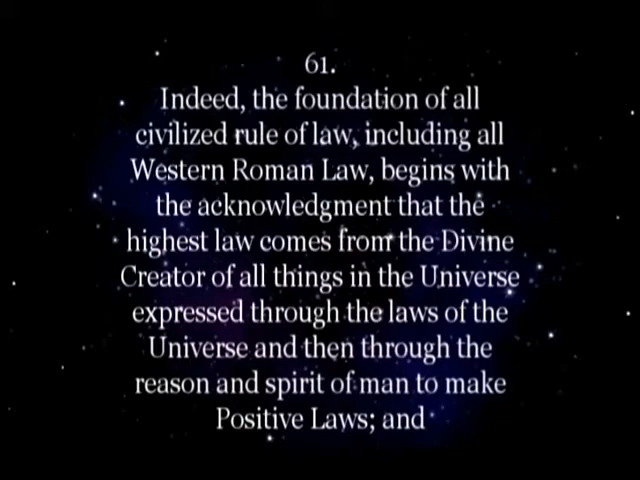 61.
Indeed, the foundation of all
civilized rule of law, including all
Western Roman Law, begins with
the acknowledgment that the
highest law comes from the Divine
Creator of all things in the Universe
expressed through the laws of the
Universe and then through the
reason and spirit of man to make
Positive Laws; and